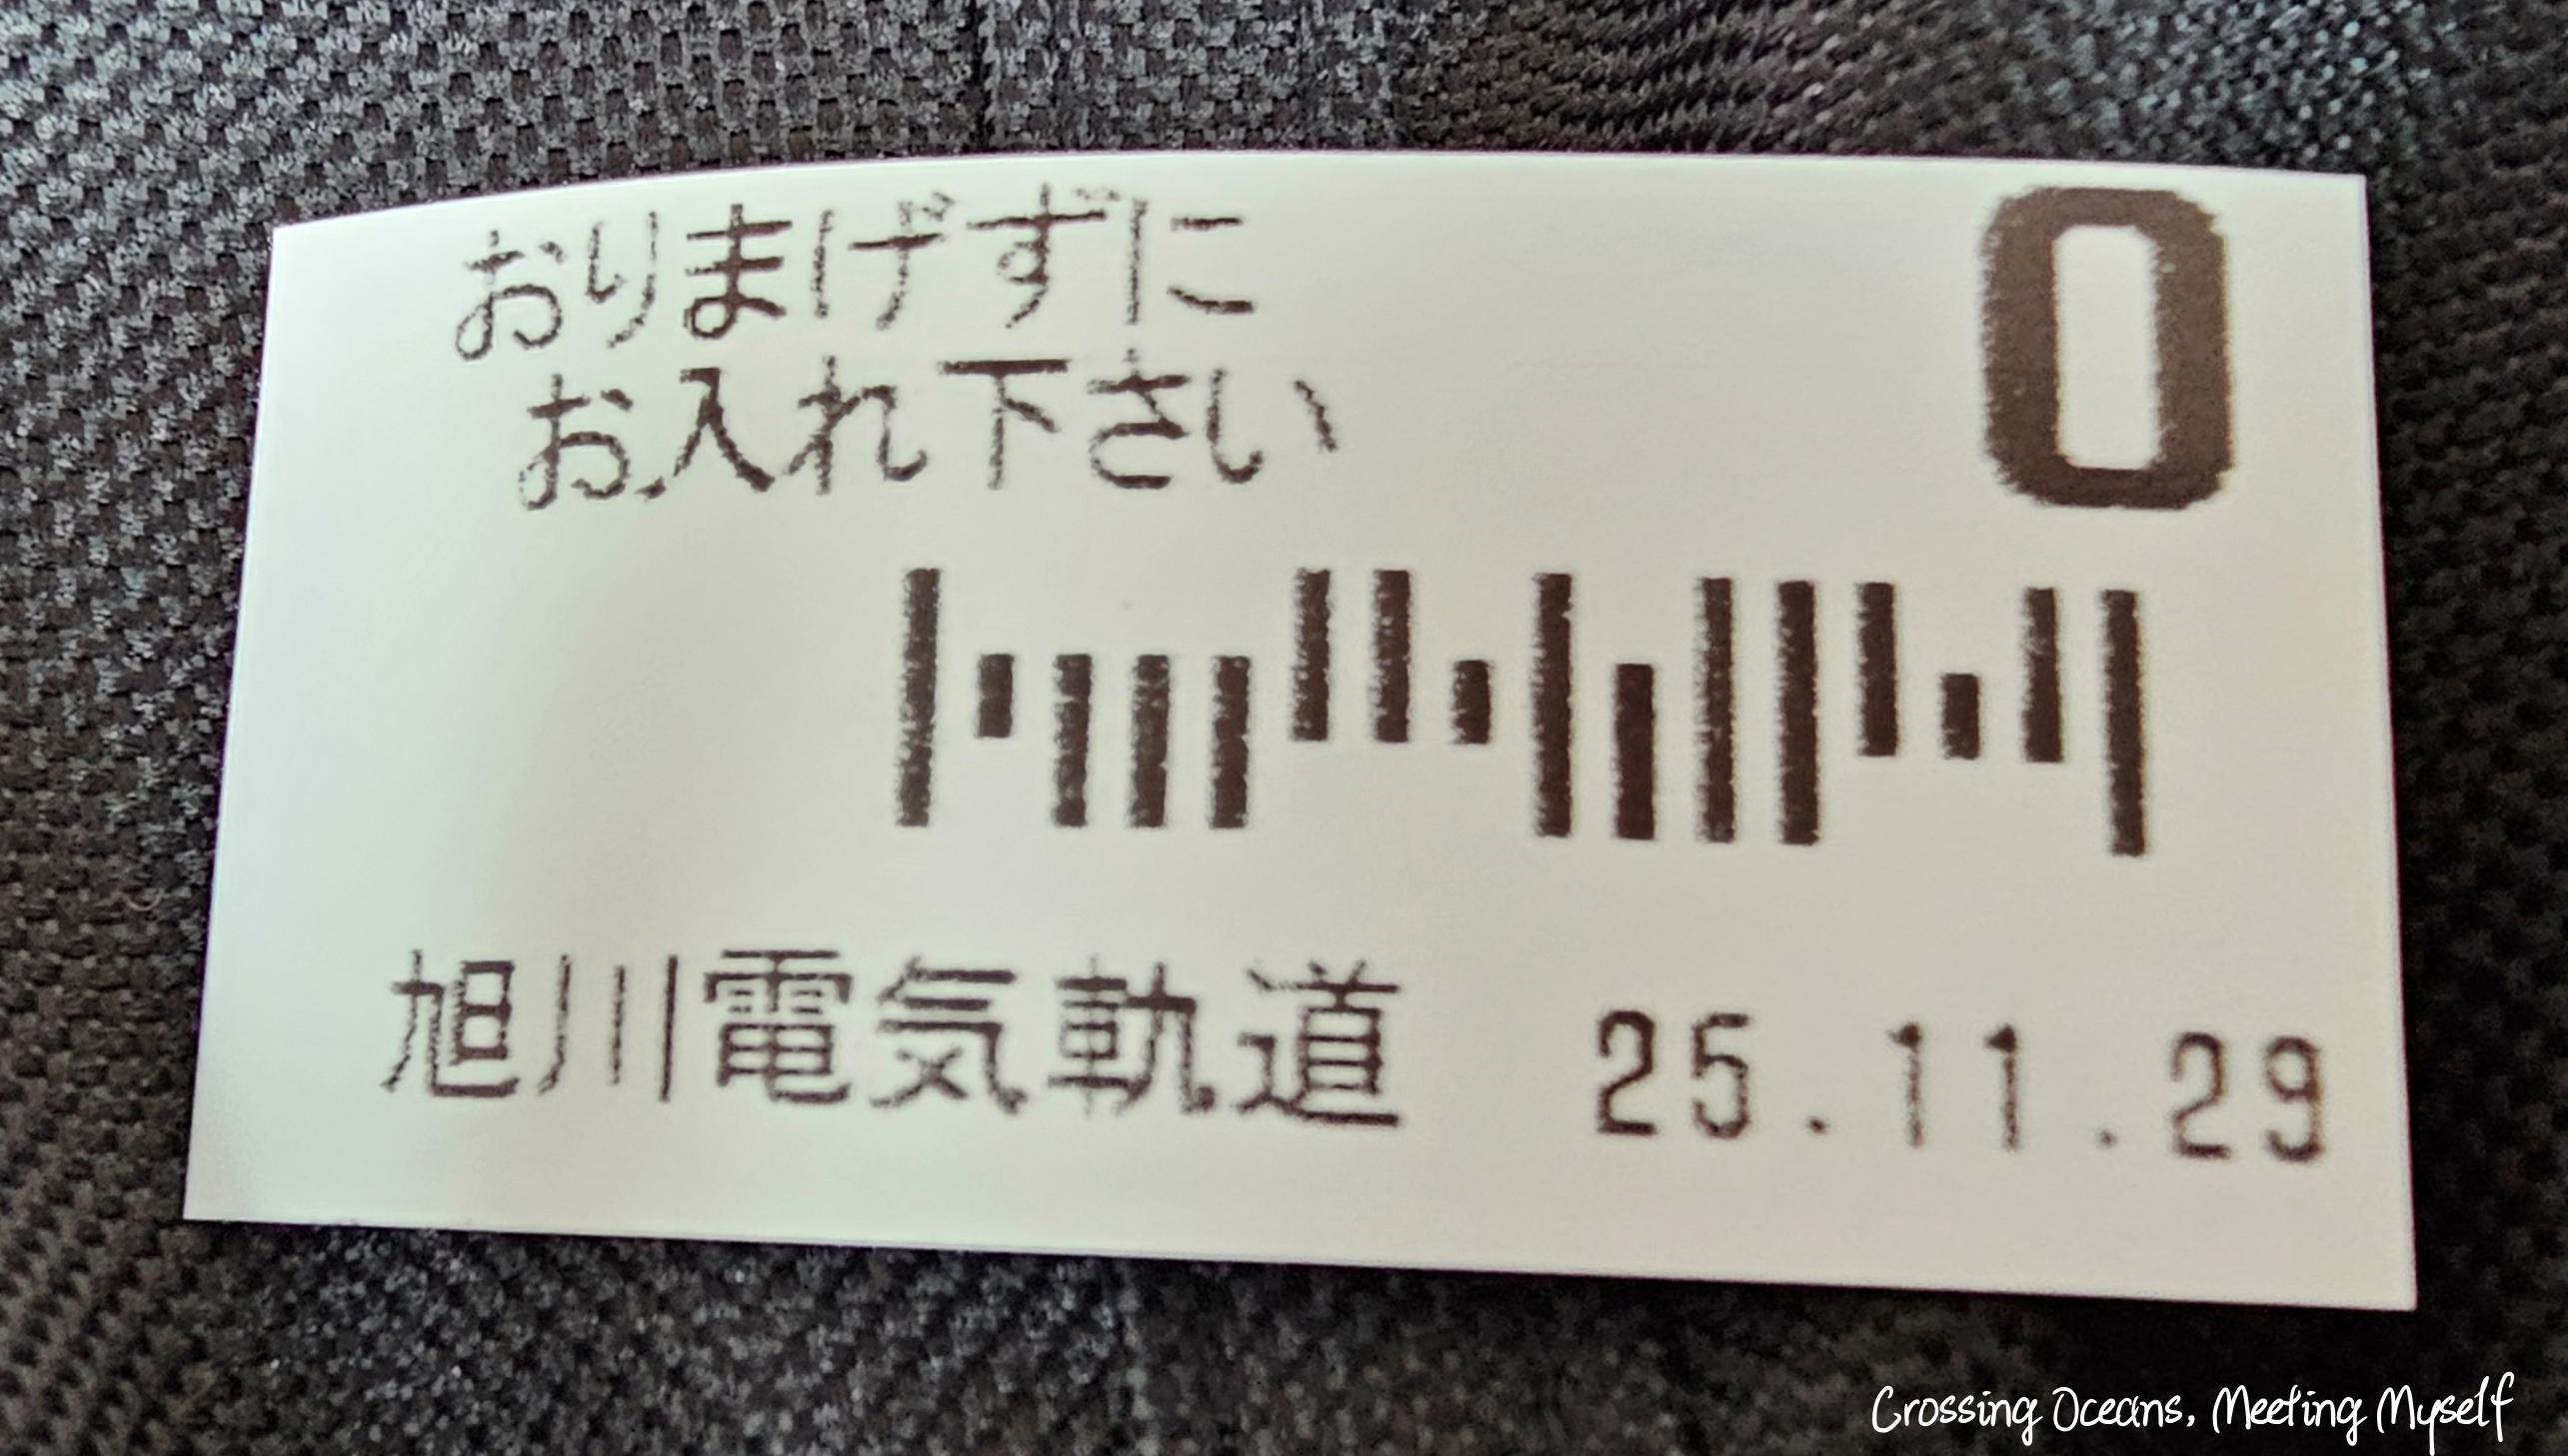 おりまげずに
お入れ下さい
0
旭川電気軌道 25.11.29
Crossing Oceans, Meeting Myself